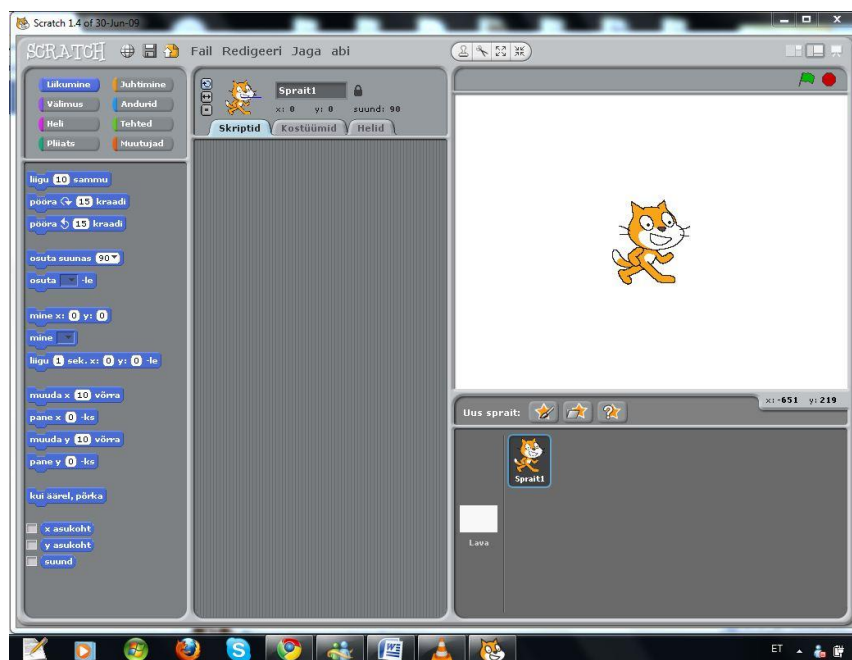 Scratch 1.4 of 30-Jun-09
SCRATCH Fail Redigeeri Jaga abi
Liikumine Juhtimine
Välimus Andurid
Heli Tehted
Pliiats Muutujad
Sprait1
x: 0 y: 0 suund: 90
Skriptid Kostüümid Helid
liigu 10 sammu
pööra 15 kraadi
pööra 15 kraadi
osuta suunas 90
osuta -le
mine x: 0 y: 0
mine
liigu 1 sek. x: 0 y: 0 -le
muuda x 10 võrra
pane x 0 -ks
muuda y 10 võrra
pane y 0 -ks
kui äärel, põrka
x asukoht
y asukoht
suund
x: -651 y: 219
Uus sprait:
Sprait1
Lava
ET